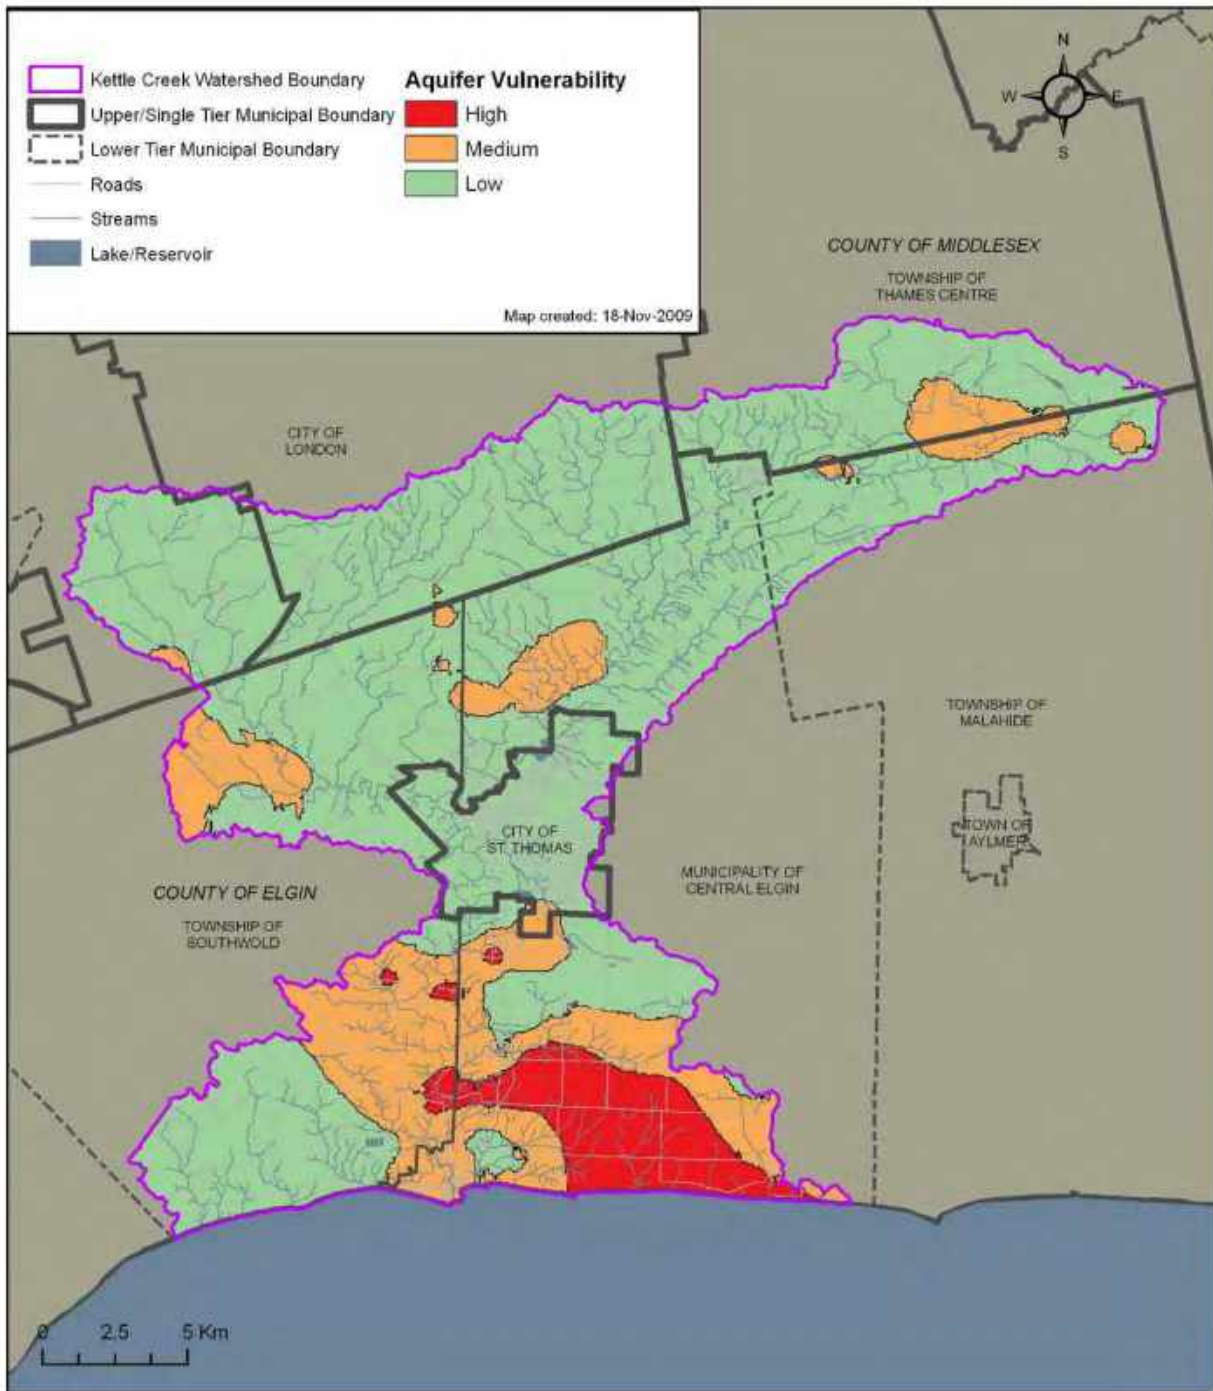 Kettle Creek Watershed Boundary
Upper/Single Tier Municipal Boundary
Lower Tier Municipal Boundary
Roads
Streams
Lake/Reservoir
Aquifer Vulnerability
High
Medium
Low
Map created: 18-Nov-2009
N
W E
S
COUNTY OF MIDDLESEX
TOWNSHIP OF
THAMES CENTRE
CITY OF
LONDON
TOWNSHIP OF
MALAHIDE
TOWN OF
AYLMER
CITY OF
ST. THOMAS
MUNICIPALITY OF
CENTRAL ELGIN
COUNTY OF ELGIN
TOWNSHIP OF
SOUTHWOLD
0 2.5 5 Km